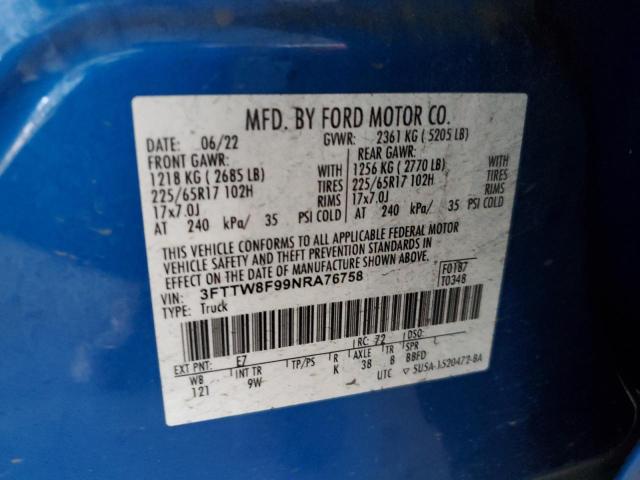 MFD. BY FORD MOTOR CO.
DATE: 06/22 GVWR: 2361 KG ( 5205 LB)
FRONT GAWR: REAR GAWR:
1218 KG ( 2685 LB) WITH 1256 KG ( 2770 LB) WITH
225/65R17 102H TIRES 225/65R17 102H TIRES
17x7.0J RIMS 17x7.0J RIMS
AT 240 kPa/ 35 PSI COLD AT 240 kPa/ 35 PSI COLD
THIS VEHICLE CONFORMS TO ALL APPLICABLE FEDERAL MOTOR
VEHICLE SAFETY AND THEFT PREVENTION STANDARDS IN EFFECT
ON THE DATE OF MANUFACTURE SHOWN ABOVE.
VIN: 3FTTW8F99NRA76758 F0187
TYPE: Truck T0348
RC: 72 DSO:
EXT PNT: E7
WB INT TR TP/PS R AXLE TR SPR
121 9W K 38 8 BBFD
UTC 5USA-1520472-BA